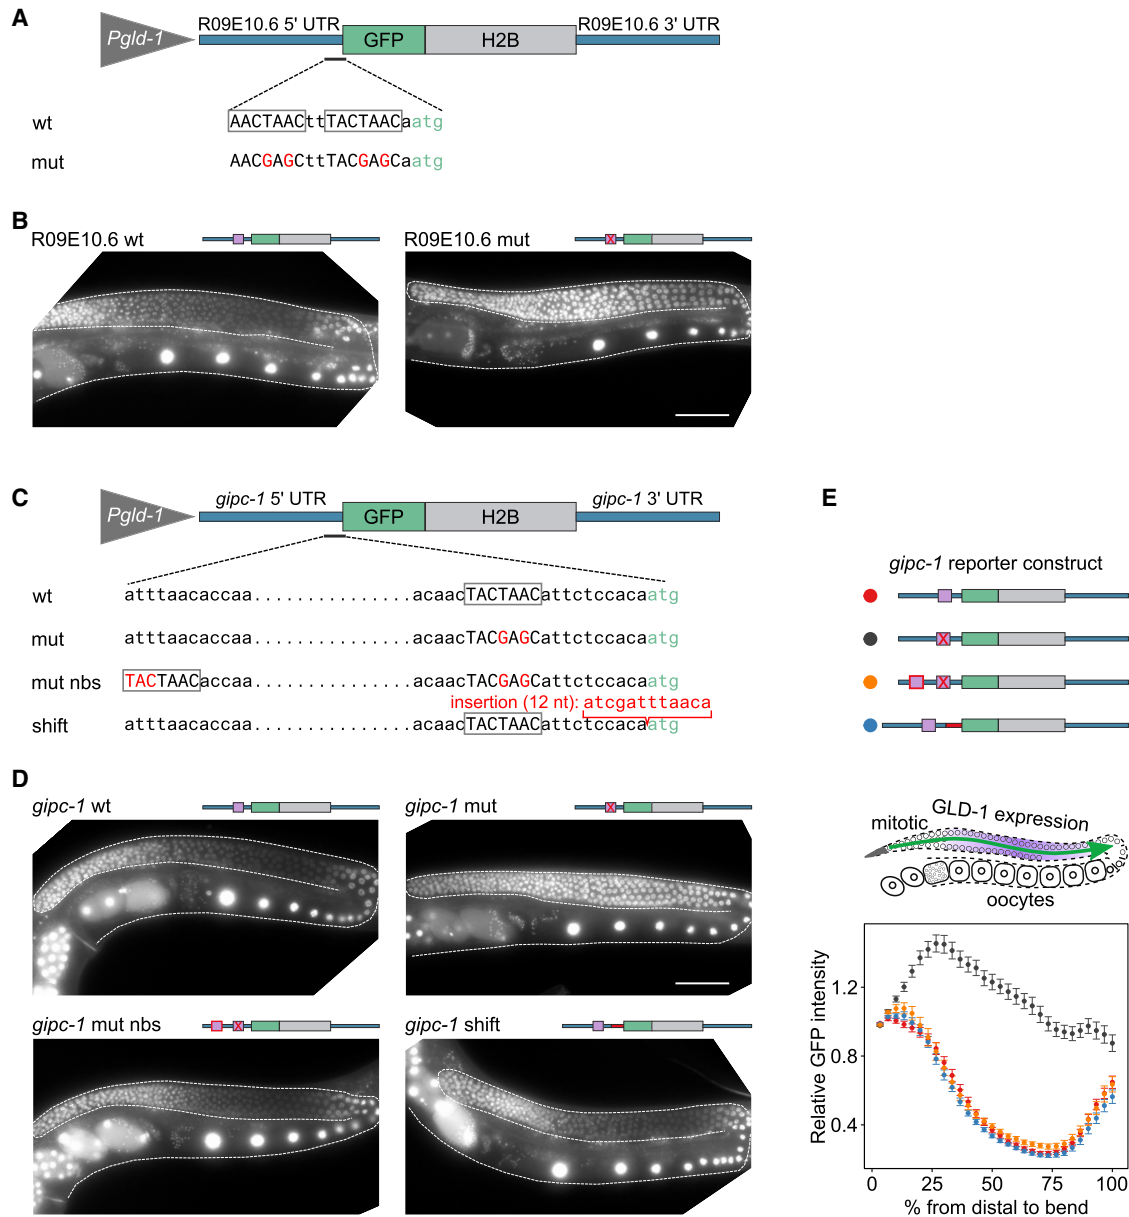 A
Pgld-1
R09E10.6 5' UTR
GFP
H2B
R09E10.6 3' UTR
wt
AACTAACttTACTAACaatg
mut
AACGAGCttTACGAGCaatg
B
R09E10.6 wt
X
R09E10.6 mut
C
Pgld-1
gipc-1 5' UTR
GFP
H2B
gipc-1 3' UTR
wt
atttaacaccaa..............acaacTACTAACattctccacaatg
mut
atttaacaccaa..............acaacTACGAGCattctccacaatg
mut nbs
TACTAACaccaa..............acaacTACGAGCattctccacaatg
insertion (12 nt): atcgatttaaca
shift
atttaacaccaa..............acaacTACTAACattctccacaatg
D
gipc-1 wt
gipc-1 mut
X
gipc-1 mut nbs
X
gipc-1 shift
E
gipc-1 reporter construct
X
X
GLD-1 expression
mitotic
oocytes
Relative GFP intensity
1.2
0.8
0.4
0
25
50
75
100
% from distal to bend